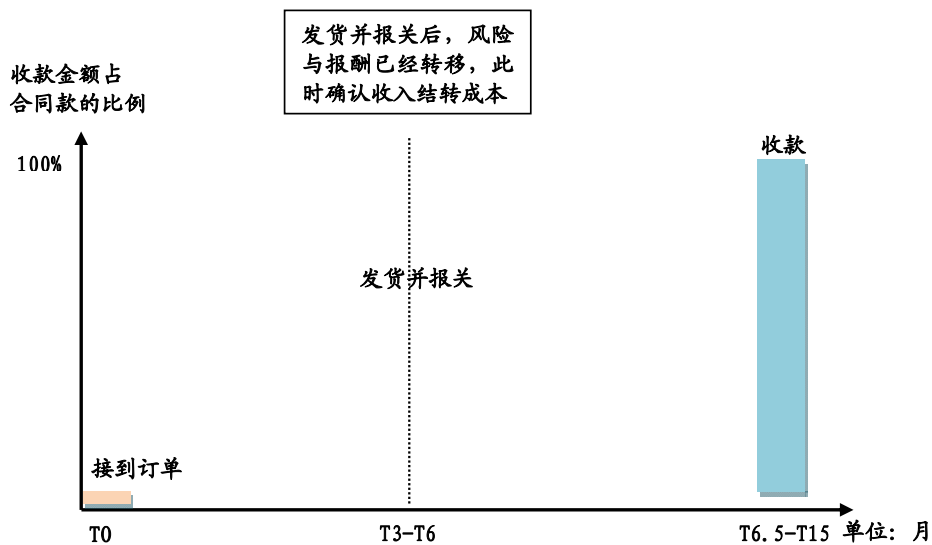 发货并报关后，风险
与报酬已经转移，此
时确认收入结转成本
收款金额占
合同款的比例
100%
收款
发货并报关
接到订单
T0
T3-T6
T6.5-T15 单位：月